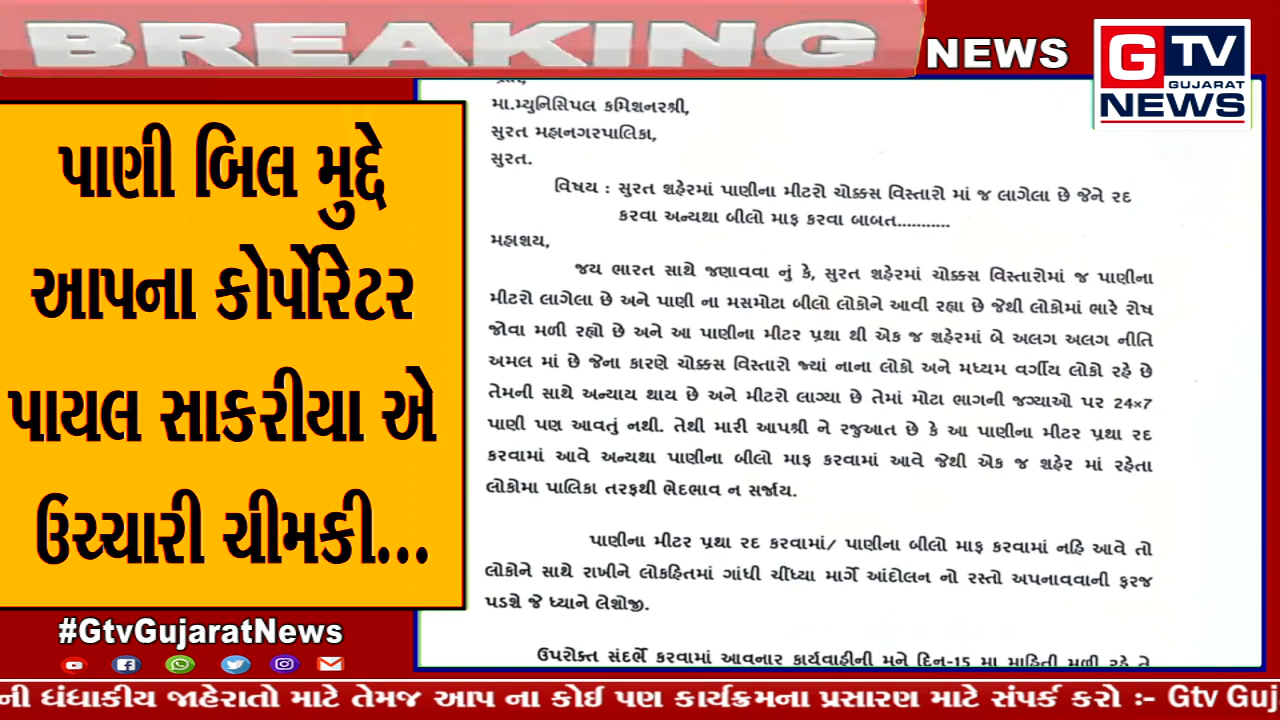 BREAKING NEWS
G TV
GUJARAT
NEWS
પાણી બિલ મુદ્દે
આપના કોર્પોરેટર
પાયલ સાકરીયા એ
ઉચ્ચારી ચીમકી...
મા.મ્યુનિસિપલ કમિશનરશ્રી,
સુરત મહાનગરપાલિકા,
સુરત.
વિષય : સુરત શહેરમાં પાણીના મીટરો ચોક્કસ વિસ્તારો માં જ લાગેલા છે જેને રદ
કરવા અન્યથા બીલો માફ કરવા બાબત...........
મહાશય,
જય ભારત સાથે જણાવવા નું કે, સુરત શહેરમાં ચોક્કસ વિસ્તારોમાં જ પાણીના
મીટરો લાગેલા છે અને પાણી ના મસમોટા બીલો લોકોને આવી રહ્યા છે જેથી લોકોમાં ભારે રોષ
જોવા મળી રહ્યો છે અને આ પાણીના મીટર પ્રથા થી એક જ શહેરમાં બે અલગ અલગ નીતિ
અમલ માં છે જેના કારણે ચોક્કસ વિસ્તારો જ્યાં નાના લોકો અને મધ્યમ વર્ગીય લોકો રહે છે
તેમની સાથે અન્યાય થાય છે અને મીટરો લાગ્યા છે તેમાં મોટા ભાગની જગ્યાઓ પર 24×7
પાણી પણ આવતું નથી. તેથી મારી આપશ્રી ને રજુઆત છે કે આ પાણીના મીટર પ્રથા રદ
કરવામાં આવે અન્યથા પાણીના બીલો માફ કરવામાં આવે જેથી એક જ શહેર માં રહેતા
લોકોમા પાલિકા તરફથી ભેદભાવ ન સર્જાય.
પાણીના મીટર પ્રથા રદ કરવામાં/ પાણીના બીલો માફ કરવામાં નહિ આવે તો
લોકોને સાથે રાખીને લોકહિતમાં ગાંધી ચીંધ્યા માર્ગે આંદોલન નો રસ્તો અપનાવવાની ફરજ
પડશે જે ધ્યાને લેશોજી.
ઉપરોક્ત સંદર્ભે કરવામાં આવનાર કાર્યવાહીની મને દિન-15 મા માહિતી મળી રહે તે
#GtvGujaratNews
ની ધંધાકીય જાહેરાતો માટે તેમજ આપ ના કોઈ પણ કાર્યક્રમના પ્રસારણ માટે સંપર્ક કરો :- Gtv Guj